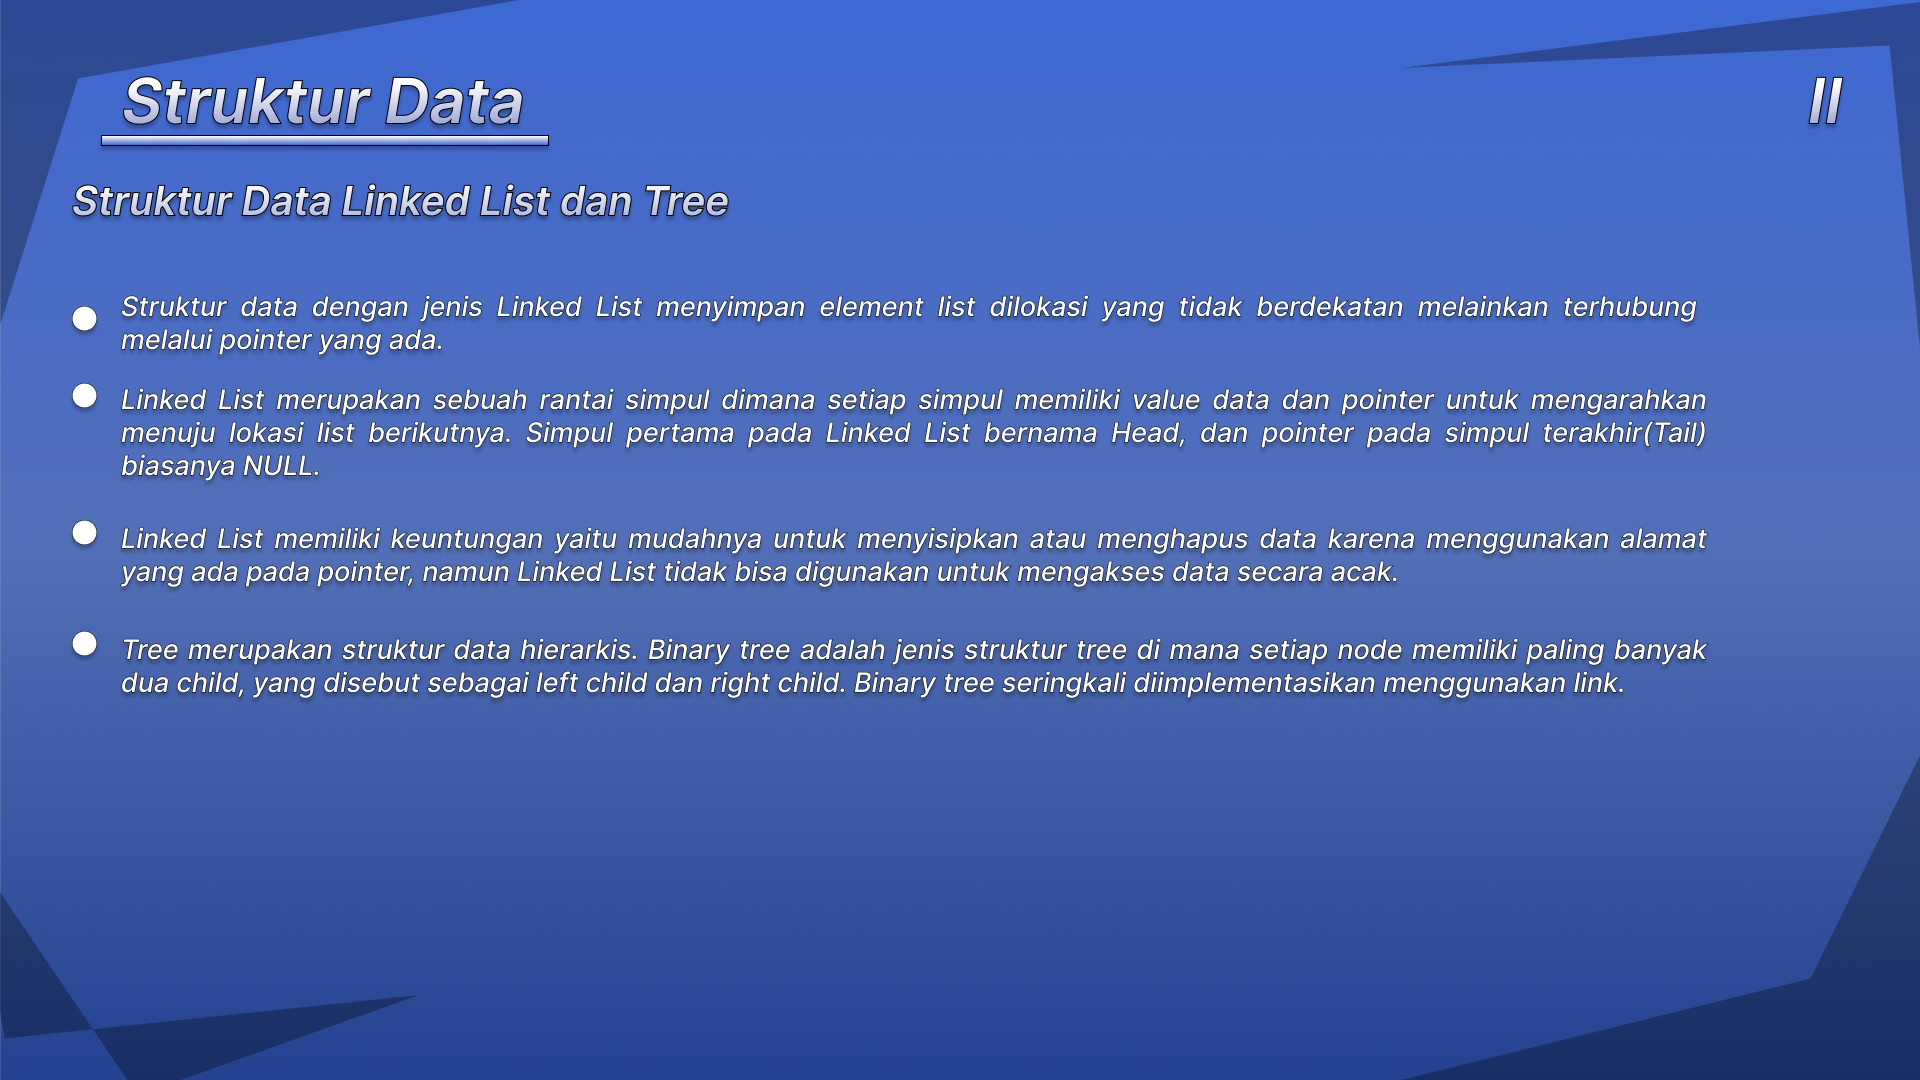 Struktur Data
II
Struktur Data Linked List dan Tree
Struktur data dengan jenis Linked List menyimpan element list dilokasi yang tidak berdekatan melainkan terhubung
melalui pointer yang ada.
Linked List merupakan sebuah rantai simpul dimana setiap simpul memiliki value data dan pointer untuk mengarahkan
menuju lokasi list berikutnya. Simpul pertama pada Linked List bernama Head, dan pointer pada simpul terakhir(Tail)
biasanya NULL.
Linked List memiliki keuntungan yaitu mudahnya untuk menyisipkan atau menghapus data karena menggunakan alamat
yang ada pada pointer, namun Linked List tidak bisa digunakan untuk mengakses data secara acak.
Tree merupakan struktur data hierarkis. Binary tree adalah jenis struktur tree di mana setiap node memiliki paling banyak
dua child, yang disebut sebagai left child dan right child. Binary tree seringkali diimplementasikan menggunakan link.